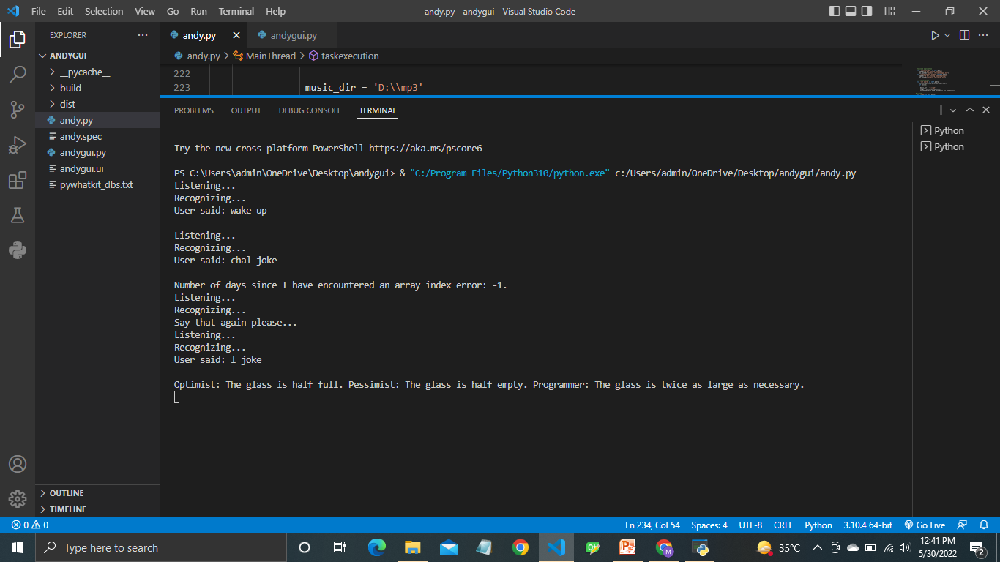 File Edit Selection View Go Run Terminal Help andy.py - andygui - Visual Studio Code
EXPLORER
ANDYGUI
__pycache__
build
dist
andy.py
andy.spec
andygui.py
andygui.ui
pywhatkit_dbs.txt
OUTLINE
TIMELINE
andy.py andygui.py
andy.py MainThread taskexecution
222
223 music_dir = 'D:\\mp3'
PROBLEMS OUTPUT DEBUG CONSOLE TERMINAL
Try the new cross-platform PowerShell https://aka.ms/pscore6
PS C:\Users\admin\OneDrive\Desktop\andygui> & "C:/Program Files/Python310/python.exe" c:/Users/admin/OneDrive/Desktop/andygui/andy.py
Listening...
Recognizing...
User said: wake up
Listening...
Recognizing...
User said: chal joke
Number of days since I have encountered an array index error: -1.
Listening...
Recognizing...
Say that again please...
Listening...
Recognizing...
User said: l joke
Optimist: The glass is half full. Pessimist: The glass is half empty. Programmer: The glass is twice as large as necessary.
Python
Python
0 0 Ln 234, Col 54 Spaces: 4 UTF-8 CRLF Python 3.10.4 64-bit Go Live
Type here to search
35°C
12:41 PM
5/30/2022
2